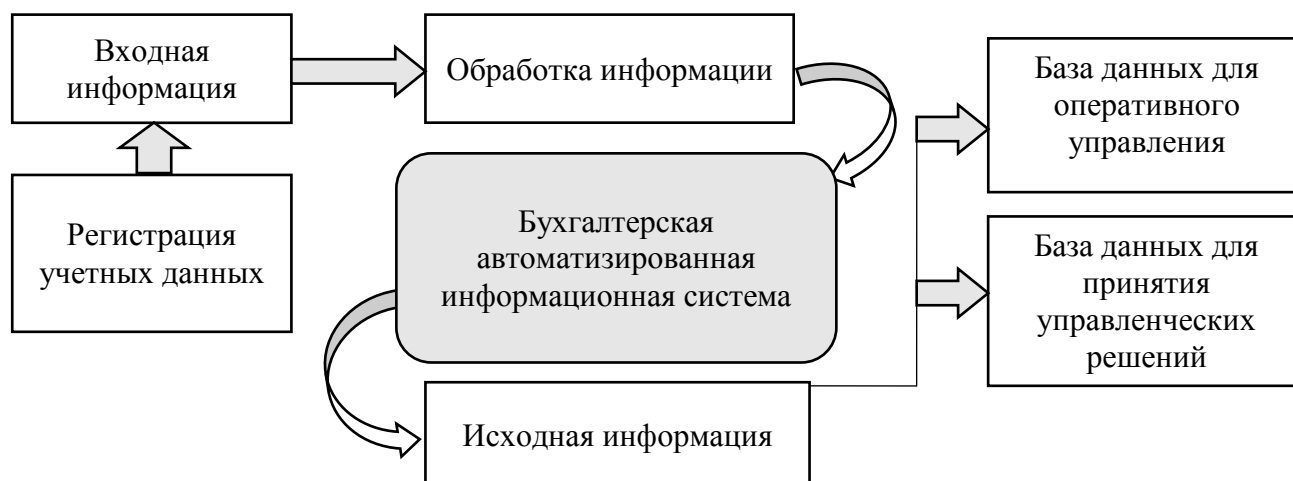 Входная
информация
Обработка информации
База данных для
оперативного
управления
Регистрация
учетных данных
Бухгалтерская
автоматизированная
информационная система
База данных для
принятия
управленческих
решений
Исходная информация